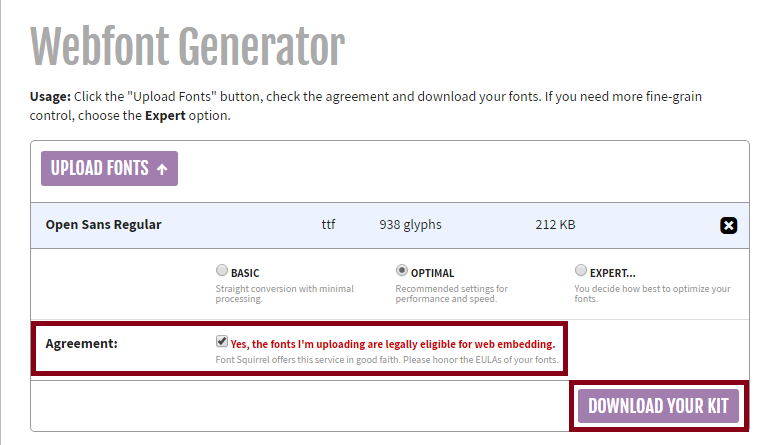 Webfont Generator
Usage: Click the "Upload Fonts" button, check the agreement and download your fonts. If you need more fine-grain
control, choose the Expert option.
UPLOAD FONTS
Open Sans Regular ttf 938 glyphs 212 KB
BASIC
Straight conversion with minimal
processing.
OPTIMAL
Recommended settings for
performance and speed.
EXPERT...
You decide how best to optimize your
fonts.
Agreement: Yes, the fonts I'm uploading are legally eligible for web embedding.
Font Squirrel offers this service in good faith. Please honor the EULAs of your fonts.
DOWNLOAD YOUR KIT